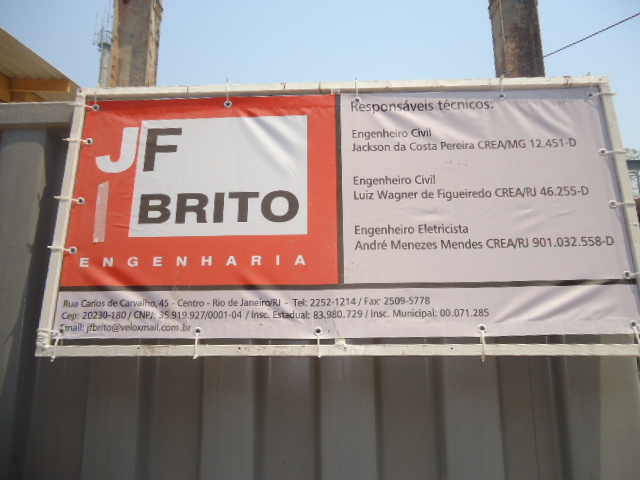 JF
BRITO
ENGENHARIA
Responsáveis técnicos:
Engenheiro Civil
Jackson da Costa Pereira CREA/MG 12.451-D
Engenheiro Civil
Luiz Wagner de Figueiredo CREA/RJ 46.255-D
Engenheiro Eletricista
André Menezes Mendes CREA/RJ 901.032.558-D
Rua Carlos de Carvalho, 45 - Centro - Rio de Janeiro/RJ - Tel: 2252-1214 / Fax: 2509-5778
Cep: 20230-180 / CNPJ: 35.919.927/0001-04 / Insc. Estadual: 83.980.729 / Insc. Municipal: 00.071.285
Email: jfbrito@veloxmail.com.br